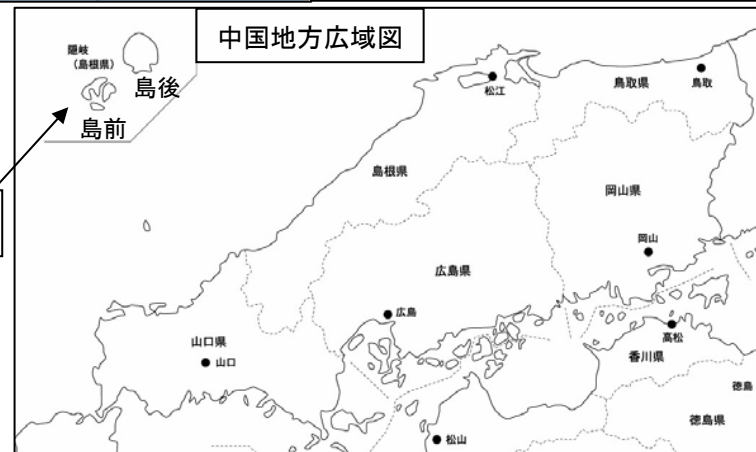 中国地方広域図
隠岐
（島根県）
島後
島前
松江
鳥取県
鳥取
島根県
岡山県
岡山
広島県
広島
山口県
山口
高松
香川県
徳島
徳島県
松山